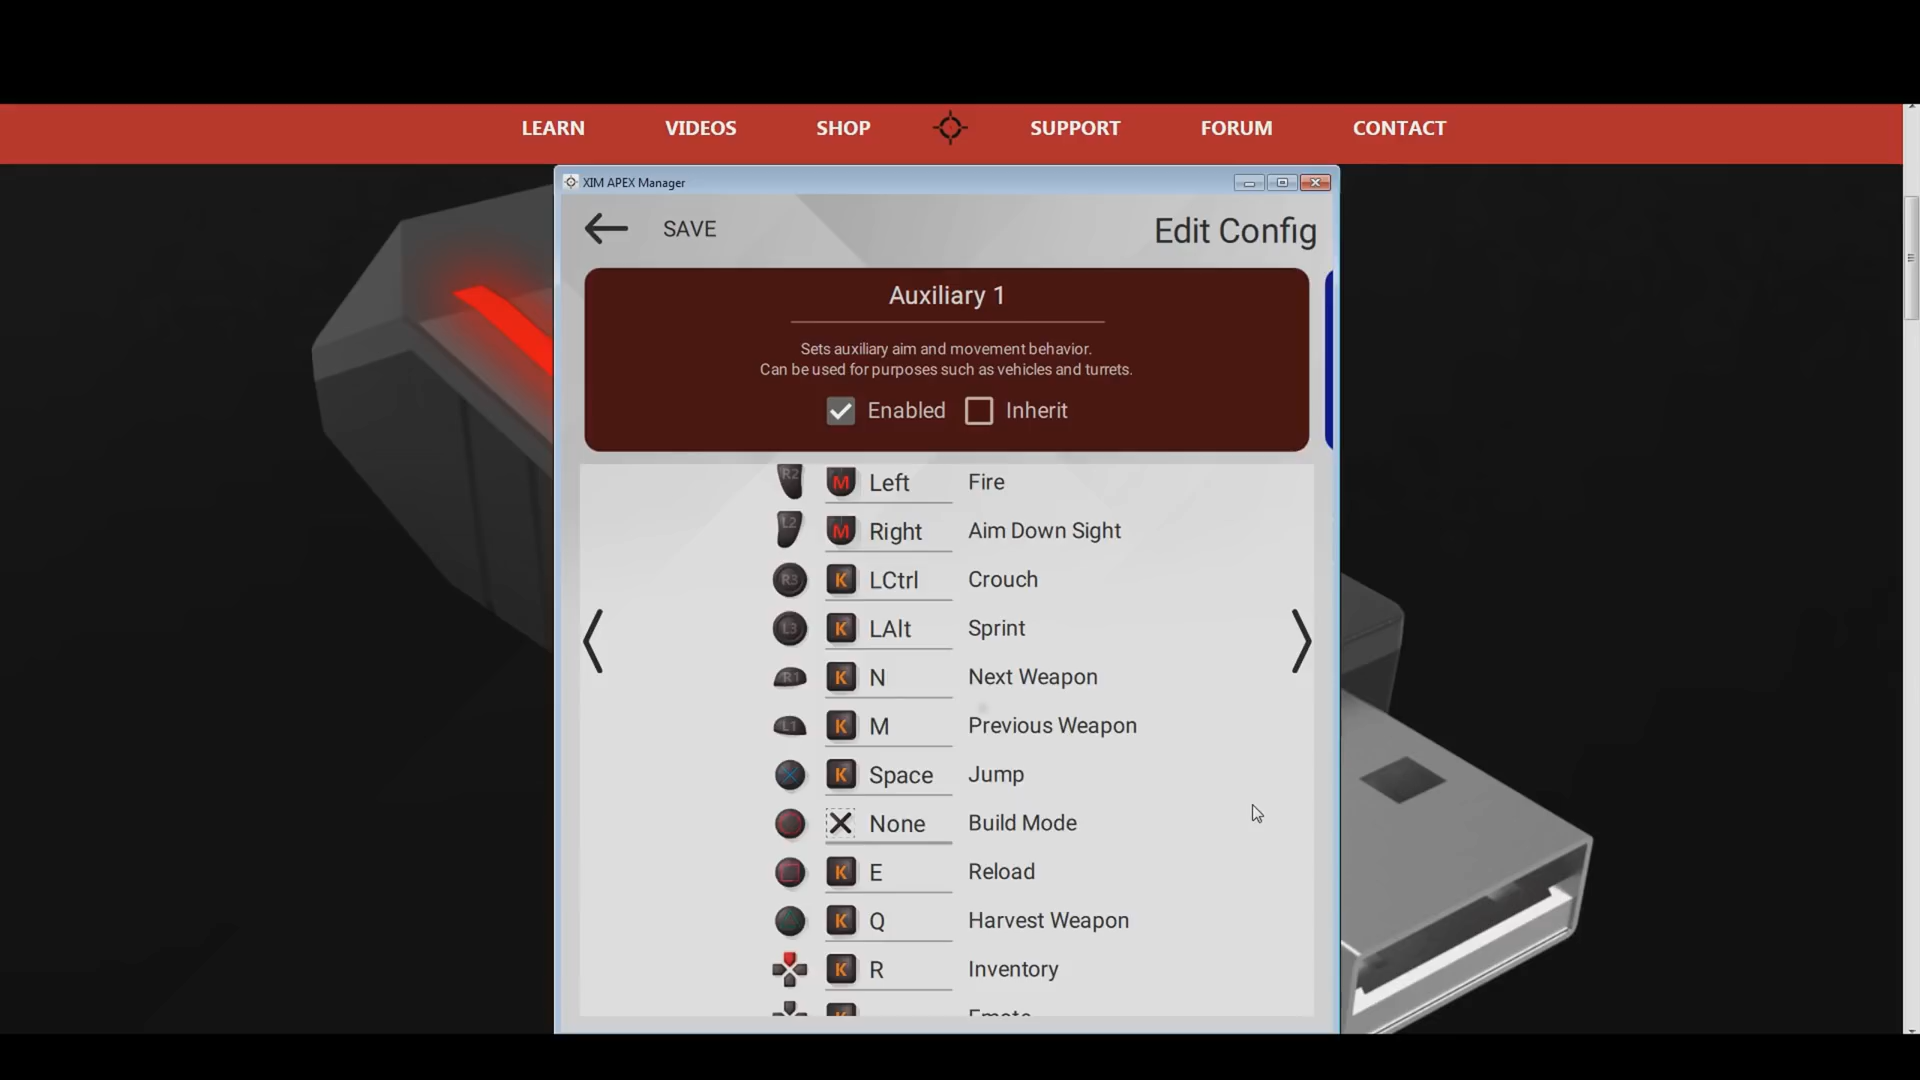 LEARN VIDEOS SHOP SUPPORT FORUM CONTACT
XIM APEX Manager
SAVE Edit Config
Auxiliary 1
Sets auxiliary aim and movement behavior.
Can be used for purposes such as vehicles and turrets.
Enabled Inherit
R2 M Left Fire
L2 M Right Aim Down Sight
R3 K LCtrl Crouch
L3 K LAlt Sprint
R1 K N Next Weapon
L1 K M Previous Weapon
K Space Jump
None Build Mode
K E Reload
K Q Harvest Weapon
K R Inventory